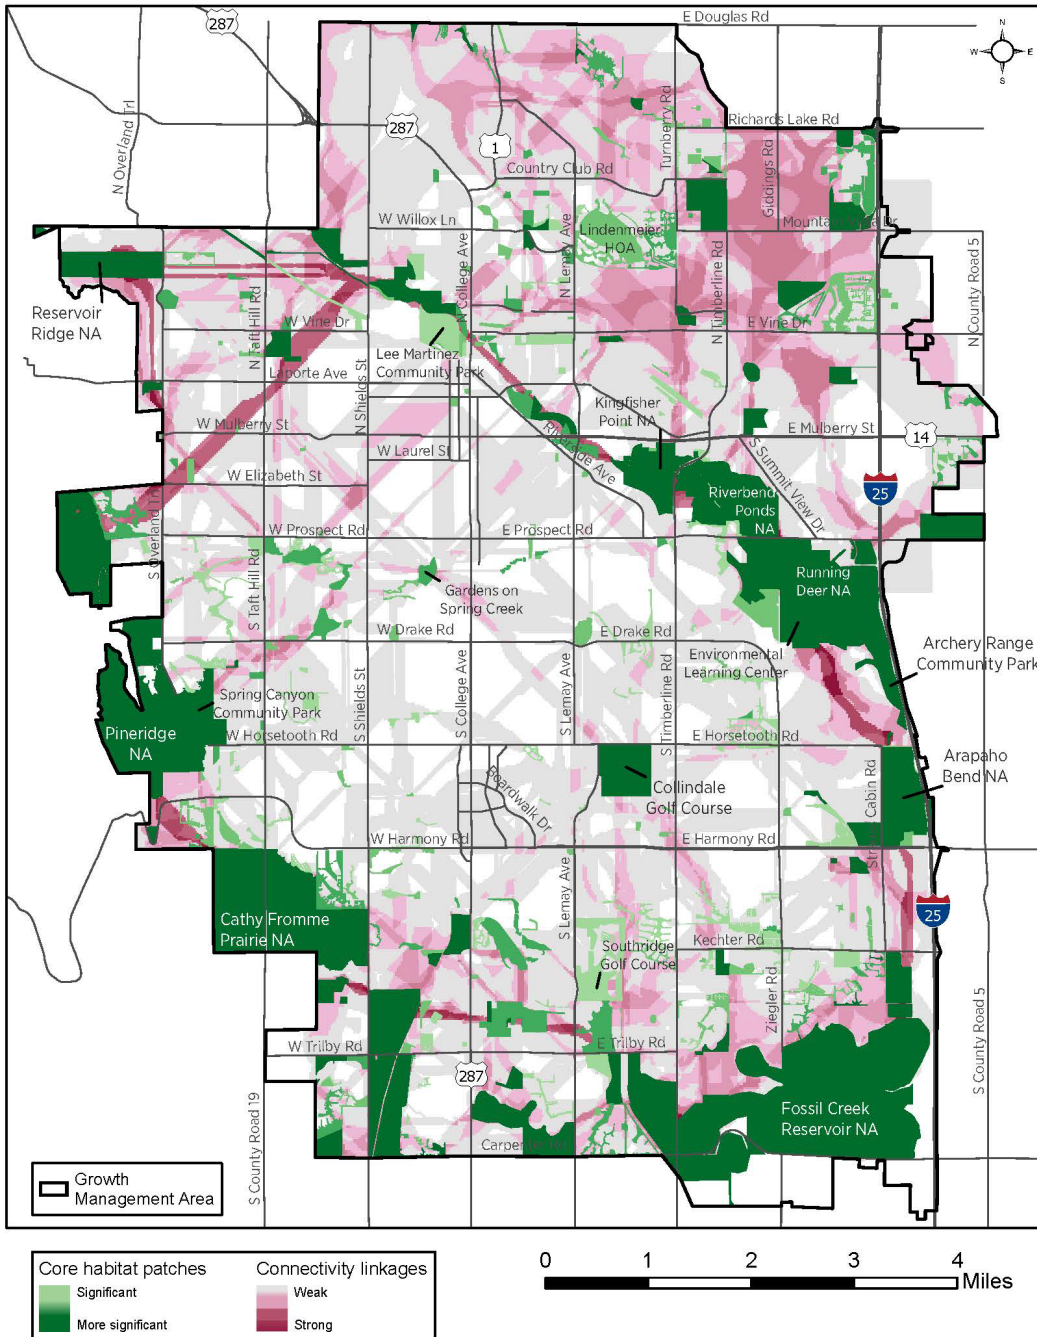 E Douglas Rd
287
N
W
E
S
N Overland Trl
Turnberry Rd
Richards Lake Rd
287
1
Giddings Rd
Country Club Rd
W Willox Ln
N College Ave
N Lemay Ave
Lindenmeier
HOA
N Timberline Rd
N County Road 5
Reservoir
Ridge NA
N Taft Hill Rd
W Vine Dr
E Vine Dr
Lee Martinez
Community Park
Laporte Ave
N Shields St
Kingfisher
Point NA
W Mulberry St
E Mulberry St
14
Riverside Ave
S Summit View Dr
W Laurel St
W Elizabeth St
25
Riverbend
Ponds
NA
S Overland Trl
W Prospect Rd
E Prospect Rd
S Taft Hill Rd
Gardens on
Spring Creek
Running
Deer NA
W Drake Rd
E Drake Rd
Environmental
Learning Center
Archery Range
Community Park
Spring Canyon
Community Park
Pineridge
NA
S Shields St
S College Ave
S Lemay Ave
S Timberline Rd
W Horsetooth Rd
E Horsetooth Rd
Arapaho
Bend NA
Boardwalk Dr
Collindale
Golf Course
Cabin Rd
W Harmony Rd
E Harmony Rd
S Lemay Ave
25
Cathy Fromme
Prairie NA
Southridge
Golf Course
Kechter Rd
Ziegler Rd
W Trilby Rd
E Trilby Rd
287
S County Road 19
S County Road 5
Fossil Creek
Reservoir NA
Growth
Management Area
Core habitat patches
Significant
More significant
Connectivity linkages
Weak
Strong
0 1 2 3 4
Miles